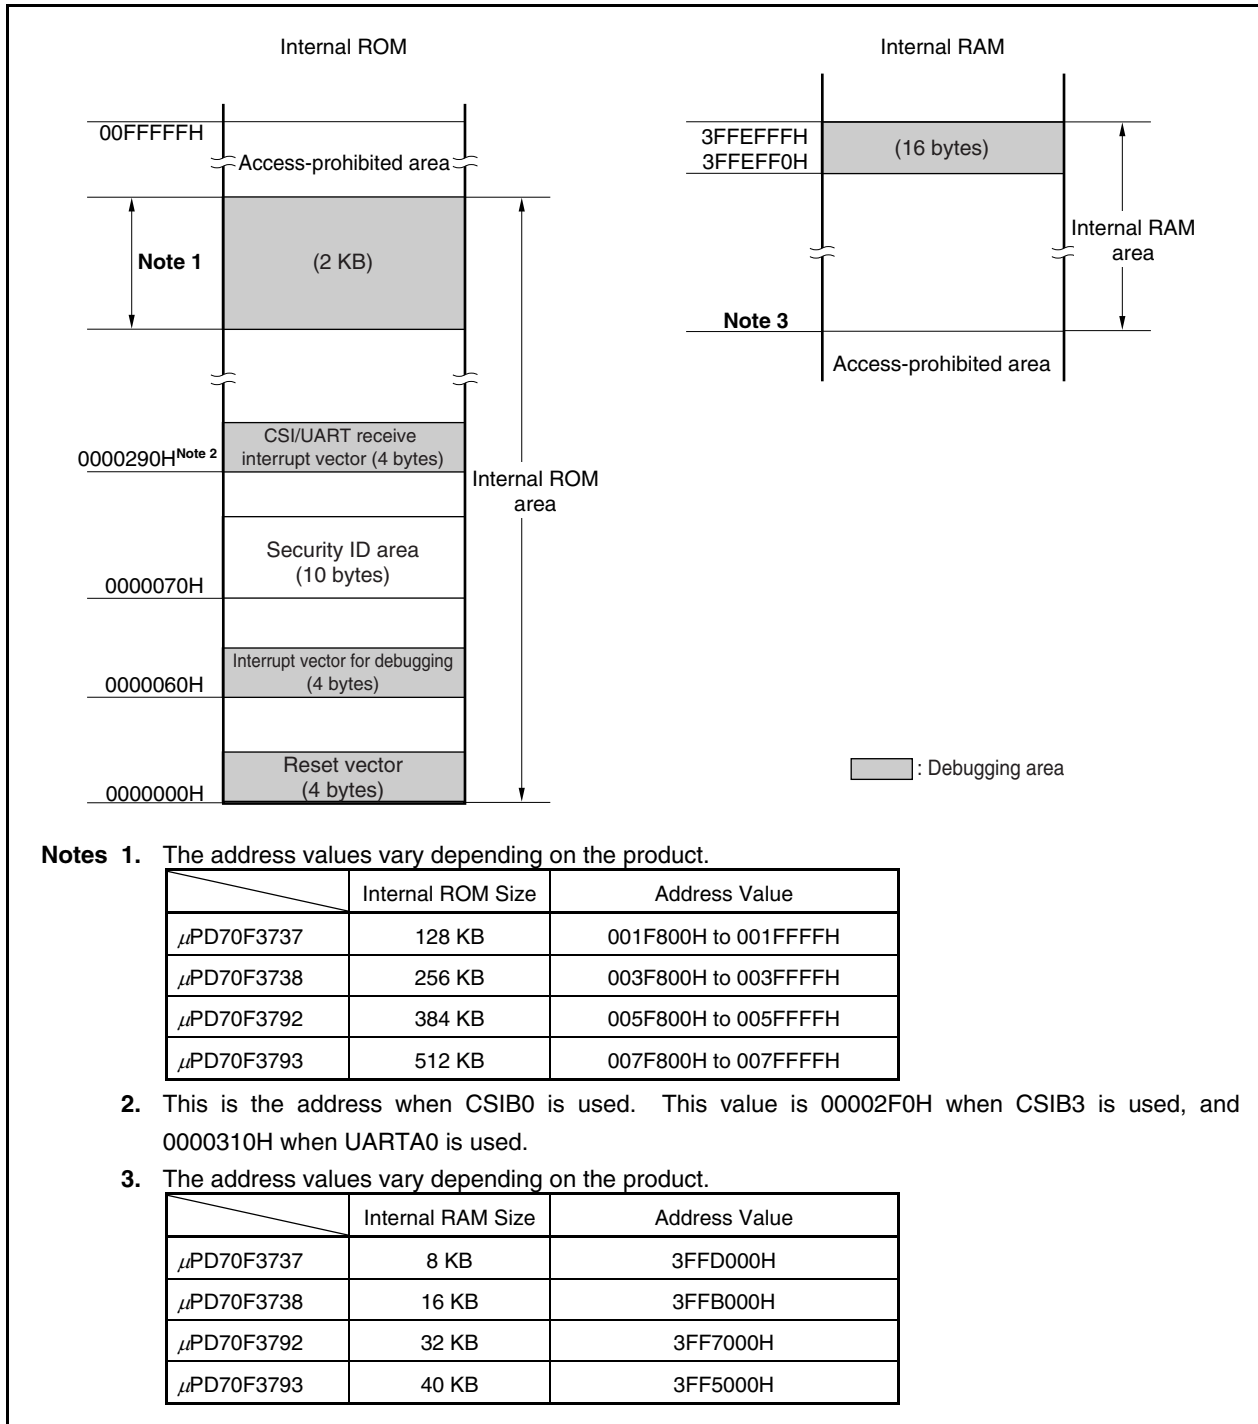 Internal ROM
00FFFFFH
Access-prohibited area
Note 1
(2 KB)
CSI/UART receive
interrupt vector (4 bytes)
0000290H Note 2
Internal ROM
area
Security ID area
(10 bytes)
0000070H
Interrupt vector for debugging
(4 bytes)
0000060H
Reset vector
(4 bytes)
0000000H
Internal RAM
3FFEFFFH
3FFEFF0H
(16 bytes)
Internal RAM
area
Note 3
Access-prohibited area
: Debugging area
Notes 1. The address values vary depending on the product.
Internal ROM Size Address Value
μPD70F3737 128 KB 001F800H to 001FFFFH
μPD70F3738 256 KB 003F800H to 003FFFFH
μPD70F3792 384 KB 005F800H to 005FFFFH
μPD70F3793 512 KB 007F800H to 007FFFFH
2. This is the address when CSIB0 is used. This value is 00002F0H when CSIB3 is used, and
0000310H when UARTA0 is used.
3. The address values vary depending on the product.
Internal RAM Size Address Value
μPD70F3737 8 KB 3FFD000H
μPD70F3738 16 KB 3FFB000H
μPD70F3792 32 KB 3FF7000H
μPD70F3793 40 KB 3FF5000H